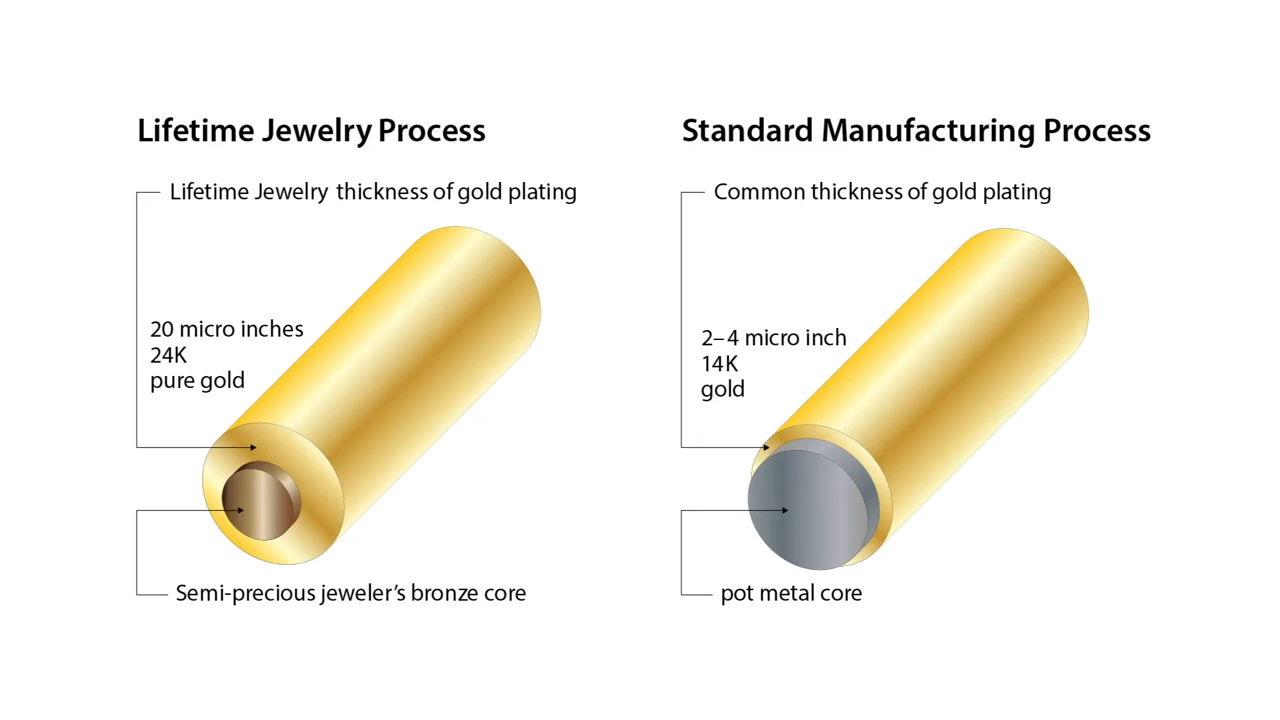 Lifetime Jewelry Process
Lifetime Jewelry thickness of gold plating
20 micro inches
24K
pure gold
Semi-precious jeweler’s bronze core
Standard Manufacturing Process
Common thickness of gold plating
2–4 micro inch
14K
gold
pot metal core